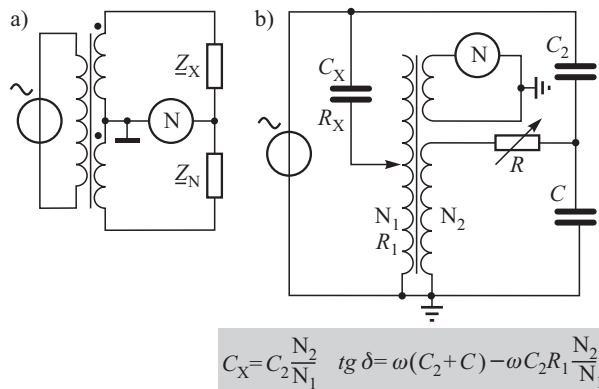 a)
Z_X
N
Z_N
b)
N
C_2
C_X
R_X
R
C
N_1
N_2
R_1
C_X = C_2 N_2/N_1 tg δ = ω(C_2+C) − ωC_2R_1 N_2/N